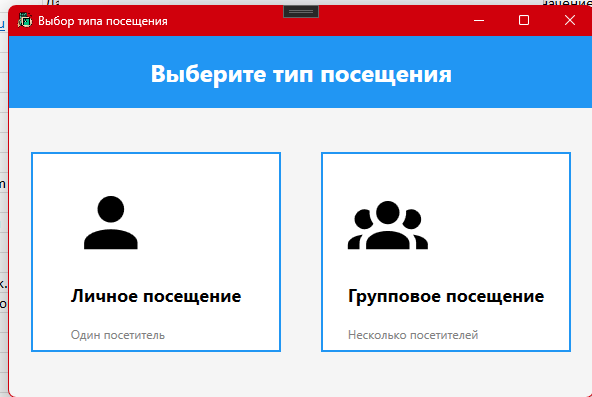 Выбор типа посещения
Выберите тип посещения
Личное посещение
Один посетитель
Групповое посещение
Несколько посетителей